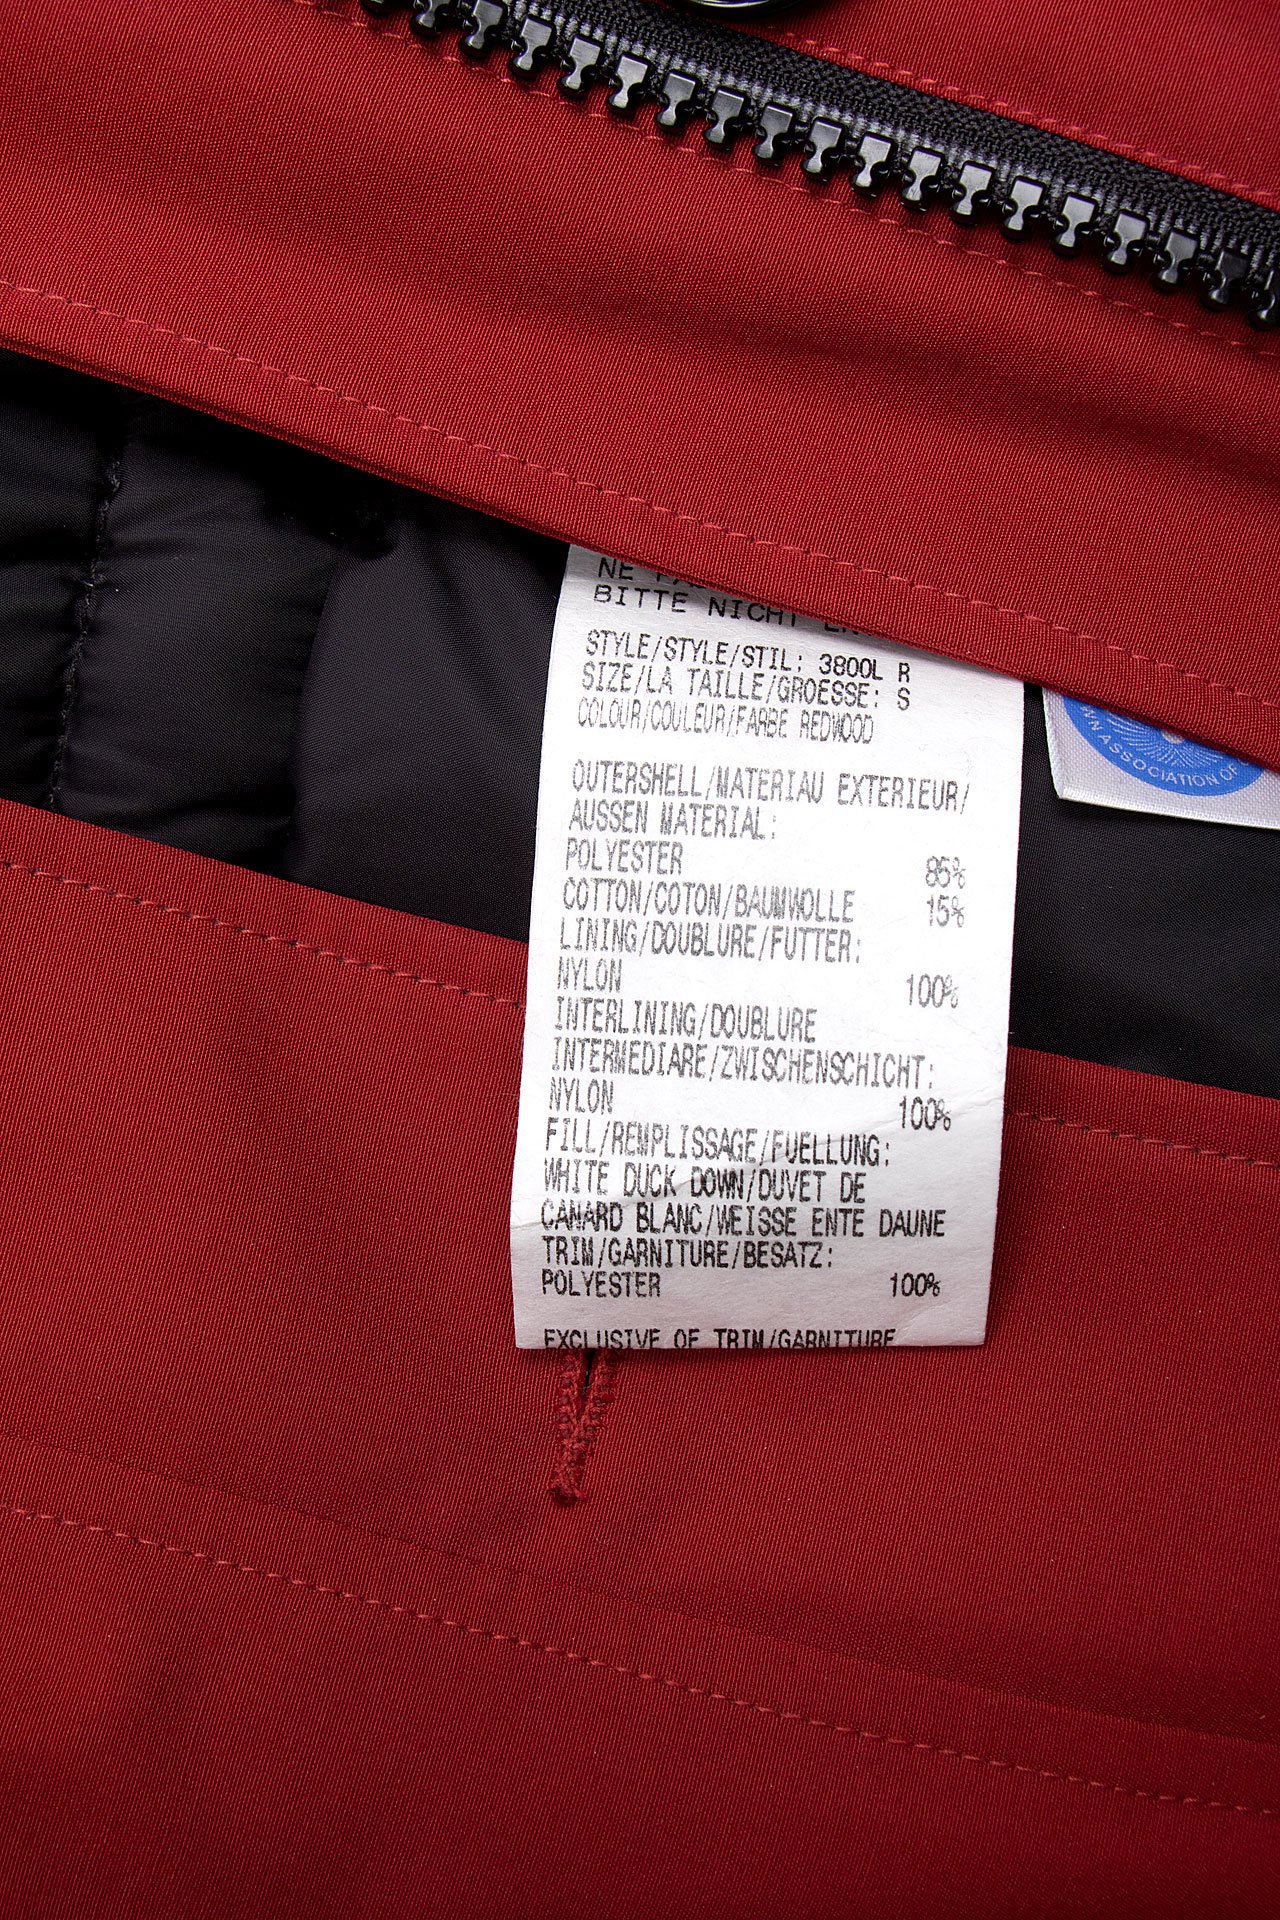 BITTE NICHT
STYLE/STYLE/STIL: 3800L R
SIZE/LA TAILLE/GROESSE: S
COLOUR/COULEUR/FARBE REDWOOD
OUTERSHELL/MATERIAU EXTERIEUR/
AUSSEN MATERIAL:
POLYESTER 85%
COTTON/COTON/BAUMWOLLE 15%
LINING/DOUBLURE/FUTTER:
NYLON 100%
INTERLINING/DOUBLURE
INTERMEDIARE/ZWISCHENSCHICHT:
NYLON 100%
FILL/REMPLISSAGE/FUELLUNG:
WHITE DUCK DOWN/DUVET DE
CANARD BLANC/WEISSE ENTE DAUNE
TRIM/GARNITURE/BESATZ:
POLYESTER 100%
EXCLUSIVE OF TRIM/GARNITURE
ASSOCIATION OF